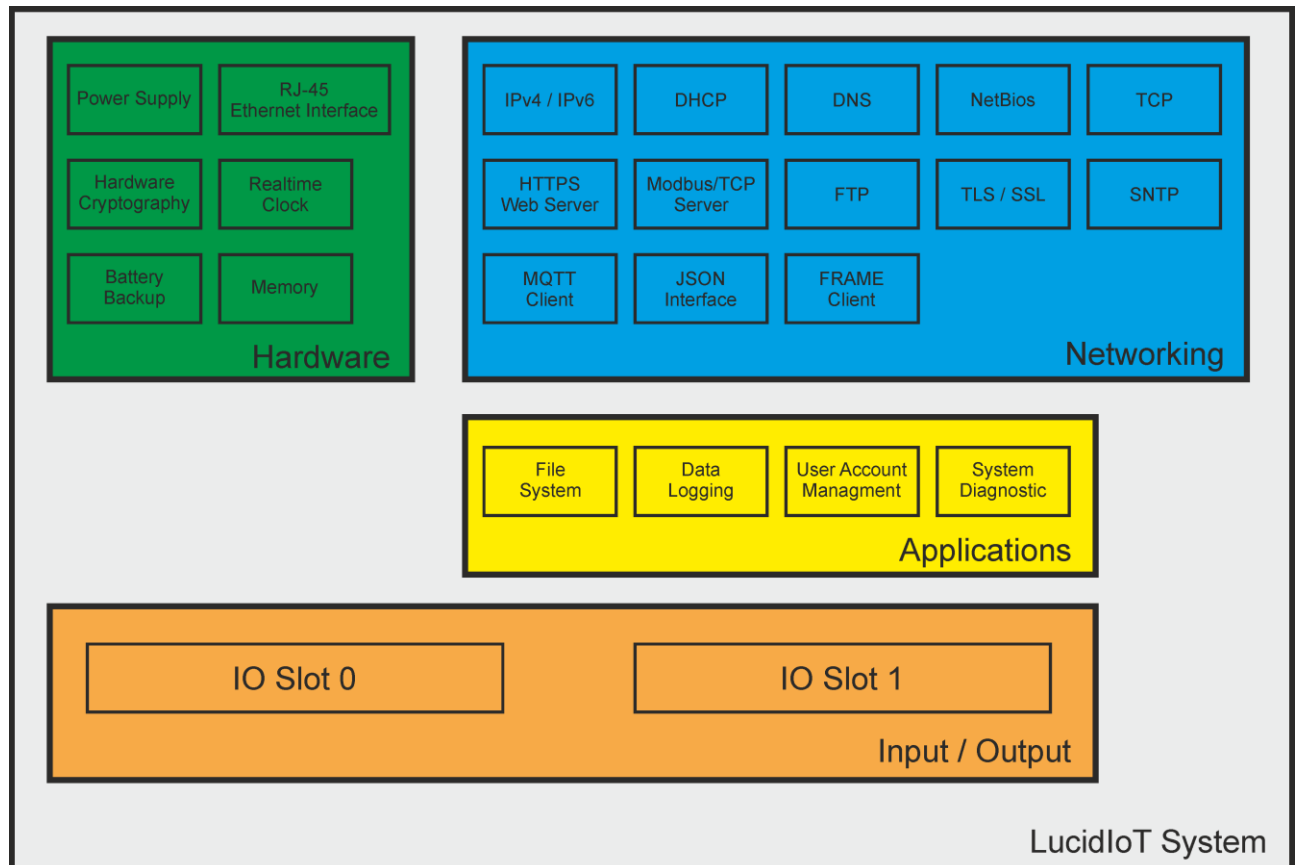 Power Supply
RJ-45
Ethernet Interface
Hardware
Cryptography
Realtime
Clock
Battery
Backup
Memory
Hardware
IPv4 / IPv6
DHCP
DNS
NetBios
TCP
HTTPS
Web Server
Modbus/TCP
Server
FTP
TLS / SSL
SNTP
MQTT
Client
JSON
Interface
FRAME
Client
Networking
File
System
Data
Logging
User Account
Managment
System
Diagnostic
Applications
IO Slot 0
IO Slot 1
Input / Output
LucidIoT System